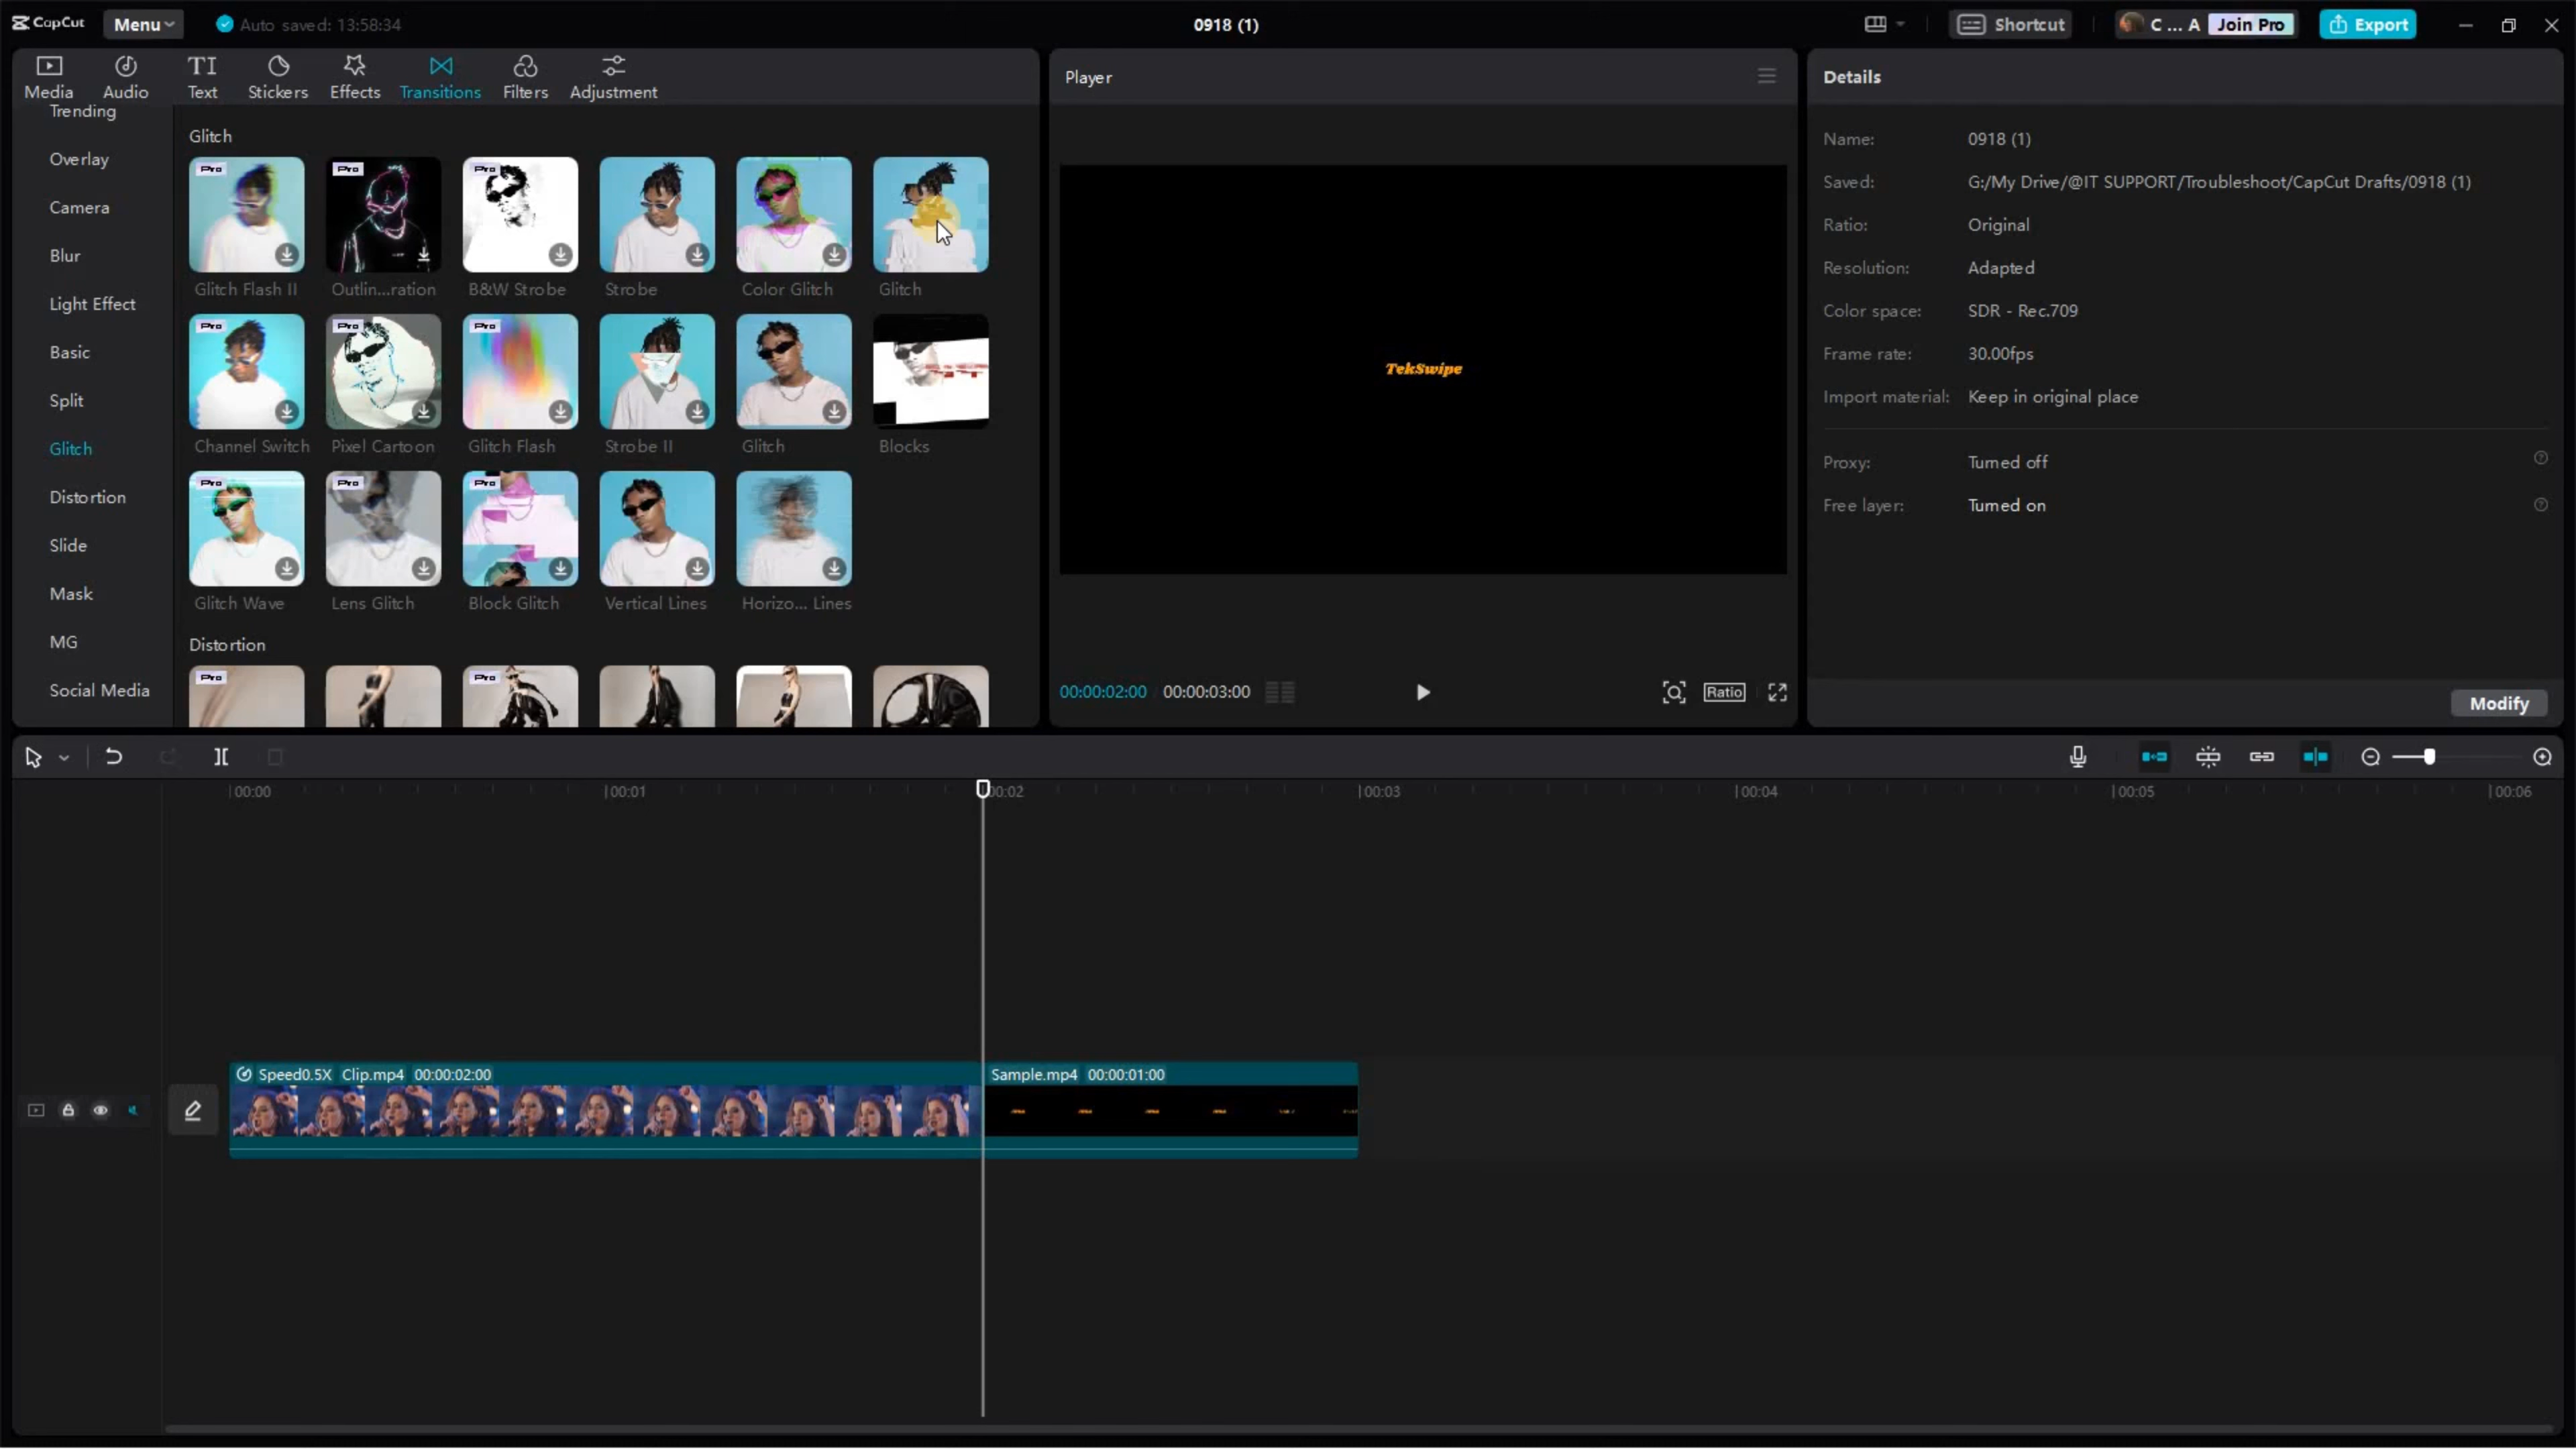 CapCut Menu Auto saved: 13:58:34 0918 (1) Shortcut C ... A Join Pro Export
Media Audio Text Stickers Effects Transitions Filters Adjustment
Trending
Overlay
Camera
Blur
Light Effect
Basic
Split
Glitch
Distortion
Slide
Mask
MG
Social Media
Glitch
Pro Pro Pro
Glitch Flash II Outlin...ration B&W Strobe Strobe Color Glitch Glitch
Pro Pro Pro
Channel Switch Pixel Cartoon Glitch Flash Strobe II Glitch Blocks
Pro Pro Pro
Glitch Wave Lens Glitch Block Glitch Vertical Lines Horizo... Lines
Distortion
Pro Pro
Player
TekSwipe
00:00:02:00 00:00:03:00
Ratio
Details
Name: 0918 (1)
Saved: G:/My Drive/@IT SUPPORT/Troubleshoot/CapCut Drafts/0918 (1)
Ratio: Original
Resolution: Adapted
Color space: SDR - Rec.709
Frame rate: 30.00fps
Import material: Keep in original place
Proxy: Turned off
Free layer: Turned on
Modify
00:00 00:01 00:02 00:03 00:04 00:05 00:06
Speed0.5X Clip.mp4 00:00:02:00 Sample.mp4 00:00:01:00